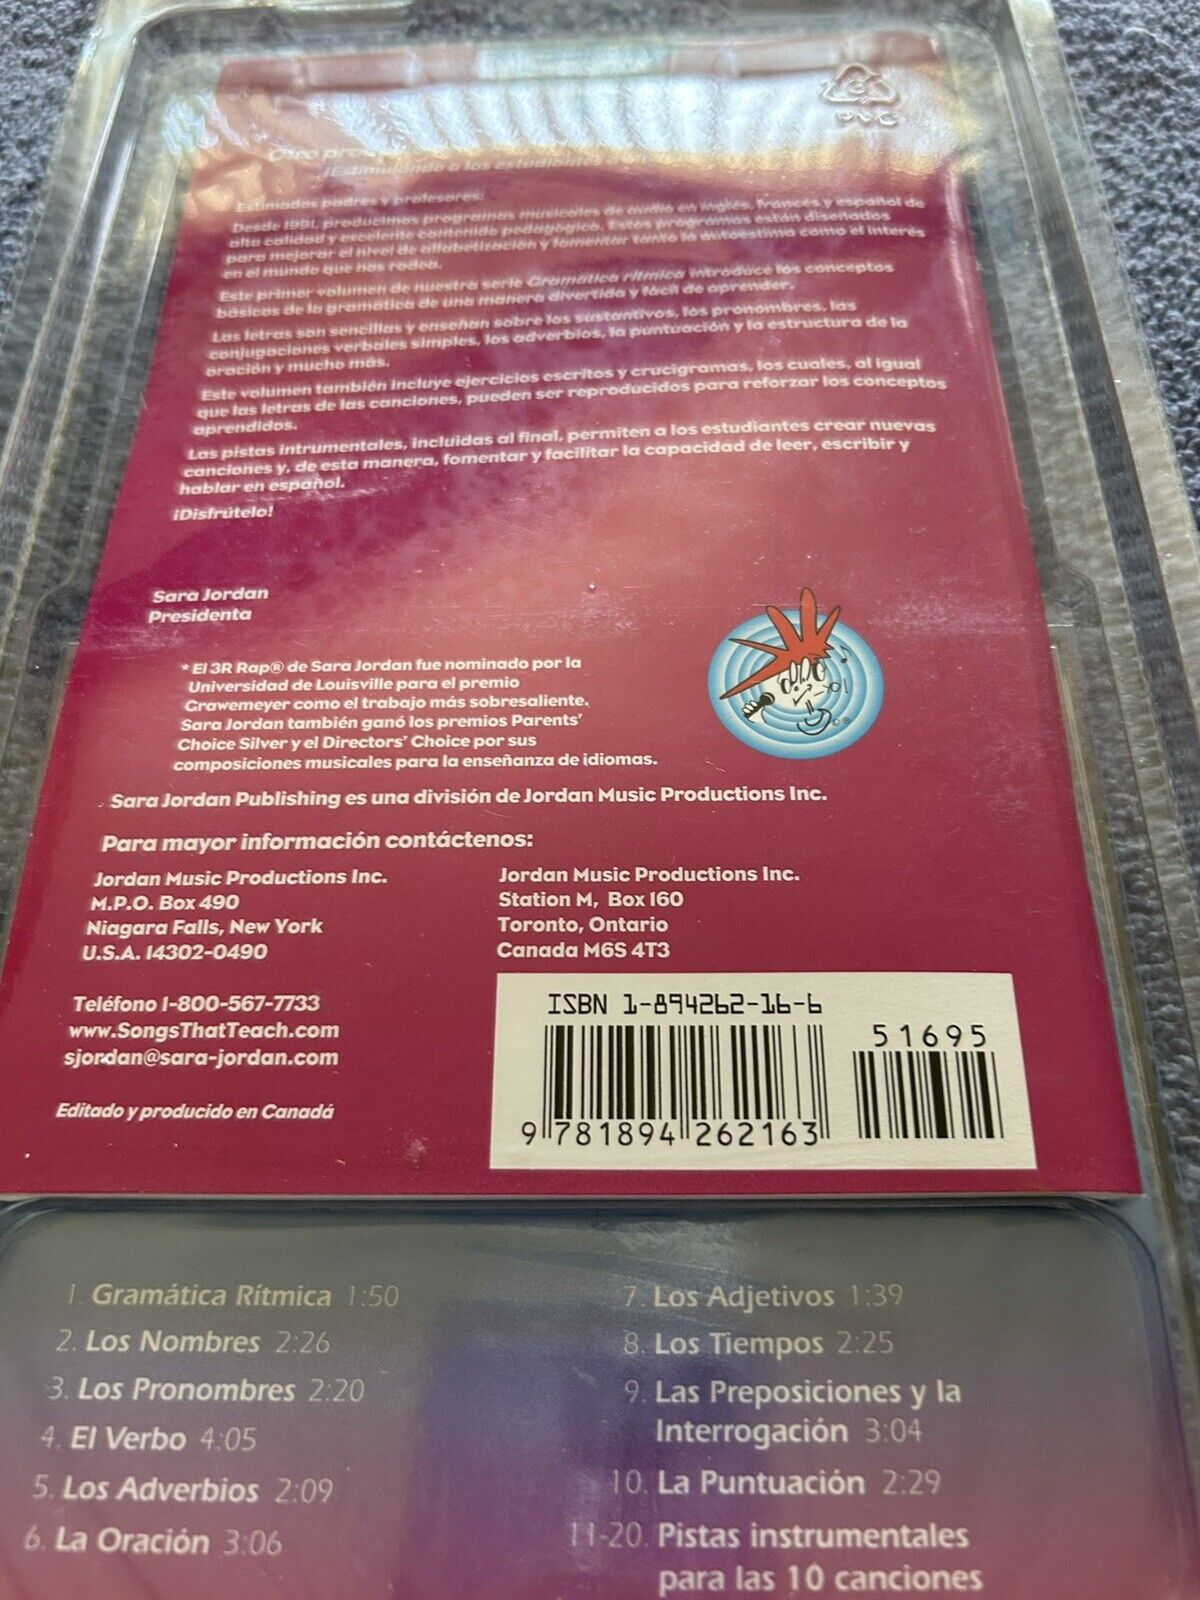 Otro
¡Estimulando a los estudiantes a
Estimados padres y profesores:
Desde 1991, producimos programas musicales de audio en inglés, francés y español de
alta calidad y excelente contenido pedagógico. Estos programas están diseñados
para mejorar el nivel de alfabetización y fomentar tanto la autoestima como el interés
en el mundo que nos rodea.
Este primer volumen de nuestra serie Gramática rítmica introduce los conceptos
básicos de la gramática de una manera divertida y fácil de aprender.
Las letras son sencillas y enseñan sobre los sustantivos, los pronombres, las
conjugaciones verbales simples, los adverbios, la puntuación y la estructura de la
oración y mucho más.
Este volumen también incluye ejercicios escritos y crucigramas, los cuales, al igual
que las letras de las canciones, pueden ser reproducidos para reforzar los conceptos
aprendidos.
Las pistas intrumentales, incluidas al final, permiten a los estudiantes crear nuevas
canciones y, de esta manera, fomentar y facilitar la capacidad de leer, escribir y
hablar en español.
¡Disfrútelo!
Sara Jordan
Presidenta
* El 3R Rap® de Sara Jordan fue nominado por la
Universidad de Louisville para el premio
Grawemeyer como el trabajo más sobresaliente.
Sara Jordan también ganó los premios Parents'
Choice Silver y el Directors' Choice por sus
composiciones musicales para la enseñanza de idiomas.
Sara Jordan Publishing es una división de Jordan Music Productions Inc.
Para mayor información contáctenos:
Jordan Music Productions Inc.
M.P.O. Box 490
Niagara Falls, New York
U.S.A. 14302-0490
Jordan Music Productions Inc.
Station M, Box 160
Toronto, Ontario
Canada M6S 4T3
Teléfono 1-800-567-7733
www.SongsThatTeach.com
sjordan@sara-jordan.com
Editado y producido en Canadá
ISBN 1-894262-16-6
51695
9 781894 262163
1. Gramática Rítmica 1:50
2. Los Nombres 2:26
3. Los Pronombres 2:20
4. El Verbo 4:05
5. Los Adverbios 2:09
6. La Oración 3:06
7. Los Adjetivos 1:39
8. Los Tiempos 2:25
9. Las Preposiciones y la
Interrogación 3:04
10. La Puntuación 2:29
11-20. Pistas instrumentales
para las 10 canciones